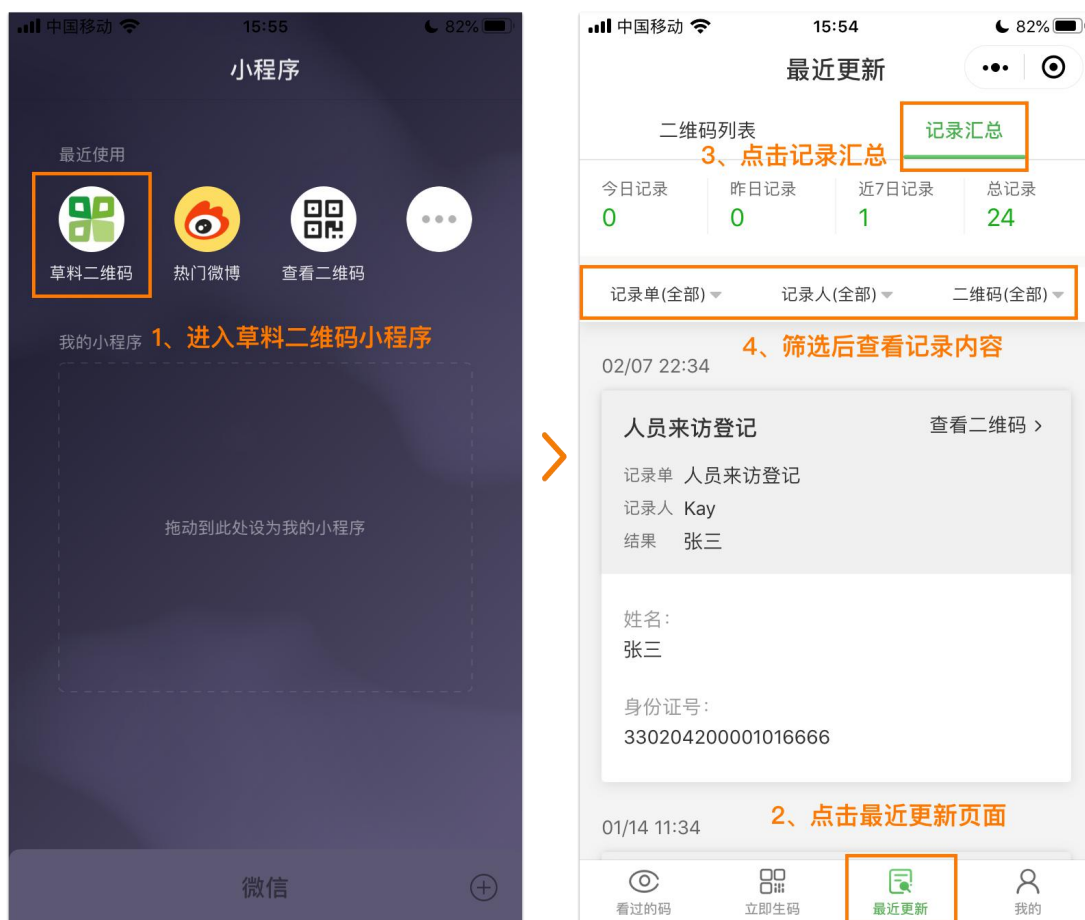 中国移动 15:55 82%
小程序
最近使用
草料二维码 热门微博 查看二维码
我的小程序
1、进入草料二维码小程序
拖动到此处设为我的小程序
微信
中国移动 15:54 82%
最近更新
二维码列表 记录汇总
3、点击记录汇总
今日记录 昨日记录 近7日记录 总记录
0 0 1 24
记录单(全部) 记录人(全部) 二维码(全部)
4、筛选后查看记录内容
02/07 22:34
人员来访登记 查看二维码
记录单 人员来访登记
记录人 Kay
结果 张三
姓名:
张三
身份证号:
330204200001016666
2、点击最近更新页面
01/14 11:34
看过的码 立即生码 最近更新 我的